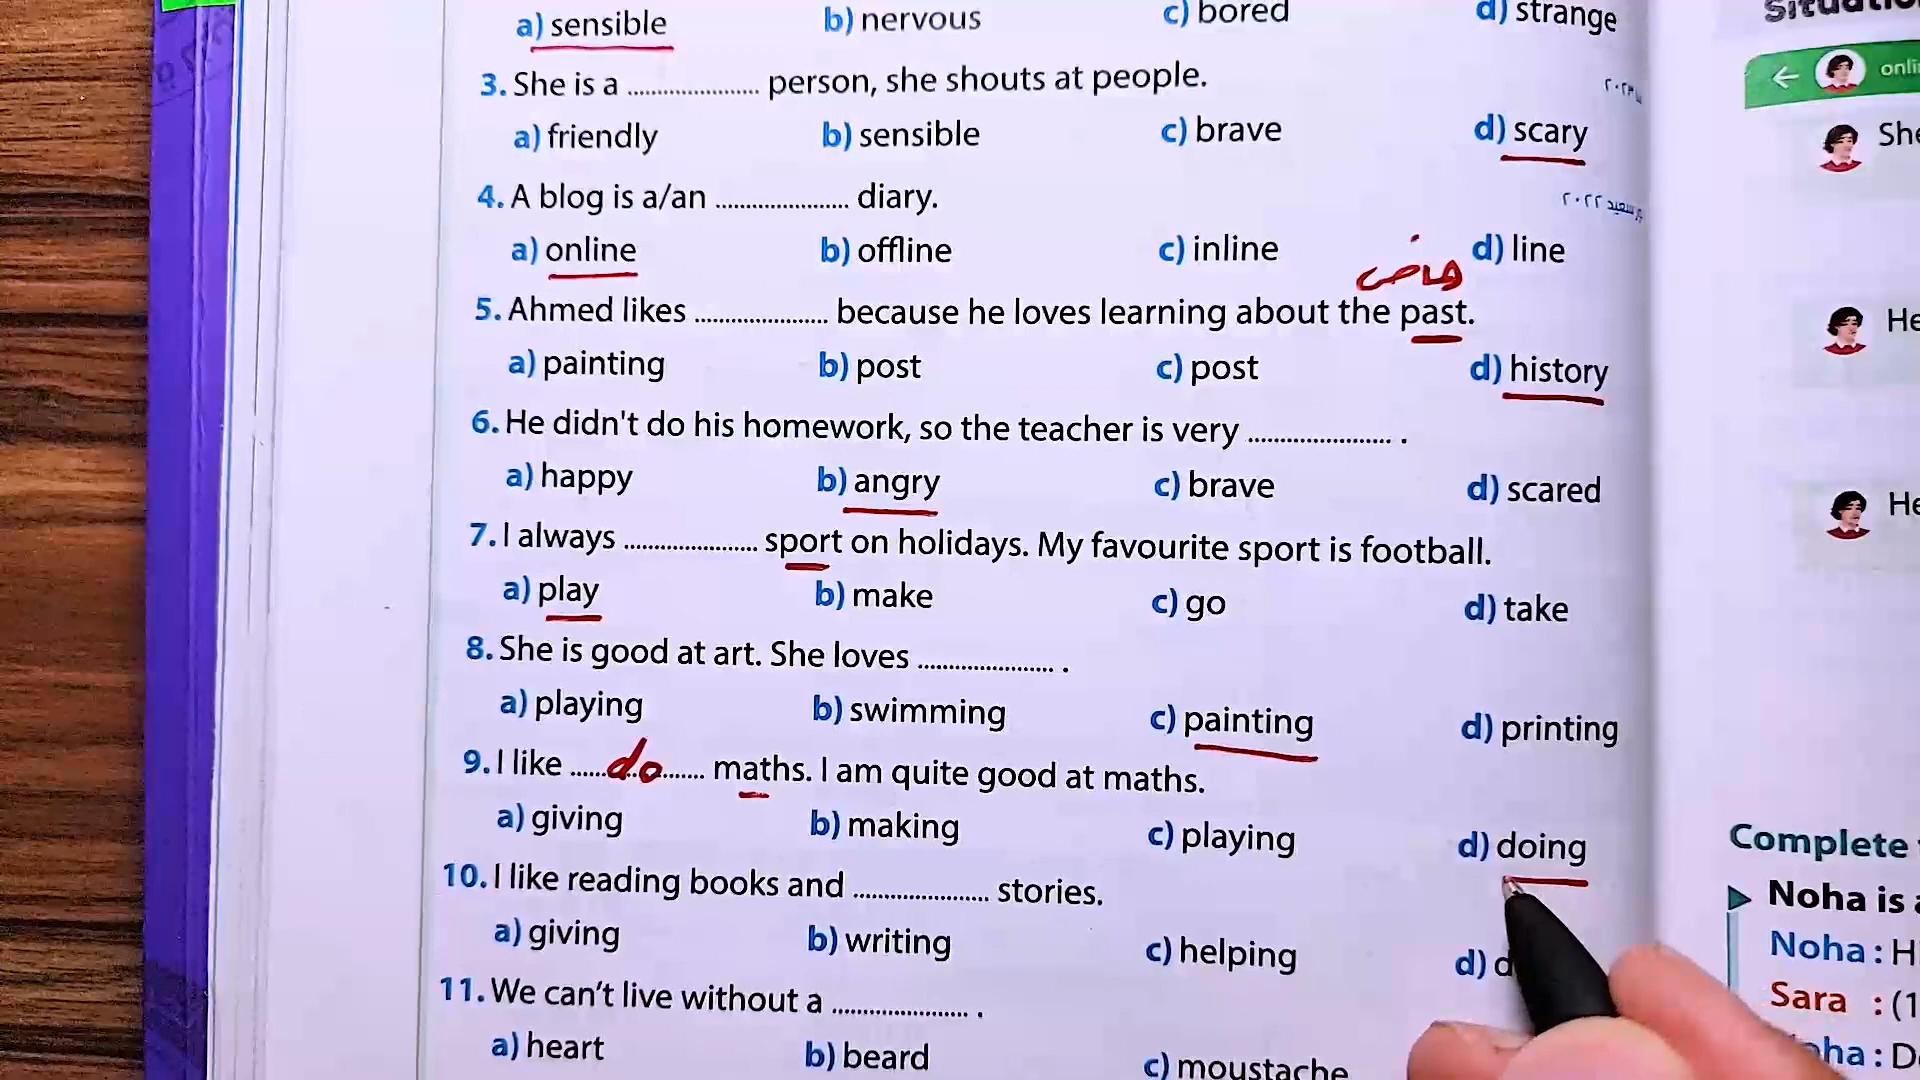 a) sensible b) nervous c) bored d) strange
3. She is a ..................... person, she shouts at people.
a) friendly b) sensible c) brave d) scary
4. A blog is a/an ..................... diary.
بورسعيد ٢٠٢٢
a) online b) offline c) inline d) line
ماضى
5. Ahmed likes ..................... because he loves learning about the past.
a) painting b) post c) post d) history
6. He didn't do his homework, so the teacher is very ...................... .
a) happy b) angry c) brave d) scared
7. I always ..................... sport on holidays. My favourite sport is football.
a) play b) make c) go d) take
8. She is good at art. She loves ...................... .
a) playing b) swimming c) painting d) printing
9. I like ......do....... maths. I am quite good at maths.
a) giving b) making c) playing d) doing
10. I like reading books and ..................... stories.
a) giving b) writing c) helping d)
11. We can't live without a ...................... .
a) heart b) beard c) moustache
She
He
He
Complete
Noha is
Noha :
Sara : (1